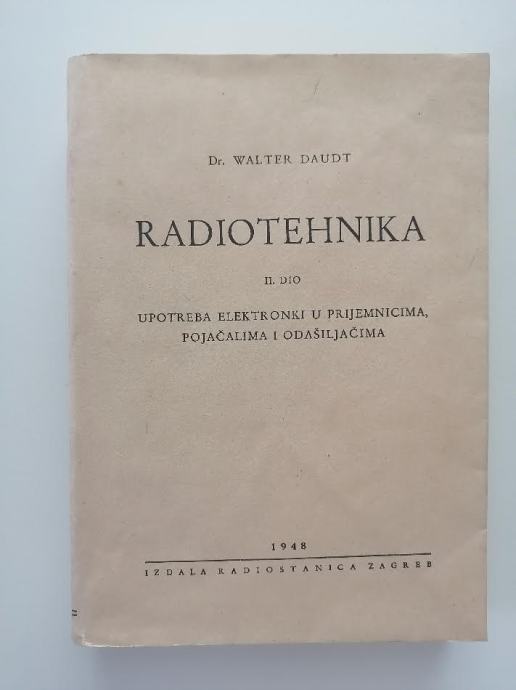 Dr. WALTER DAUDT
RADIOTEHNIKA
II. DIO
UPOTREBA ELEKTRONKI U PRIJEMNICIMA,
POJAČALIMA I ODAŠILJAČIMA
1948
IZDALA RADIOSTANICA ZAGREB